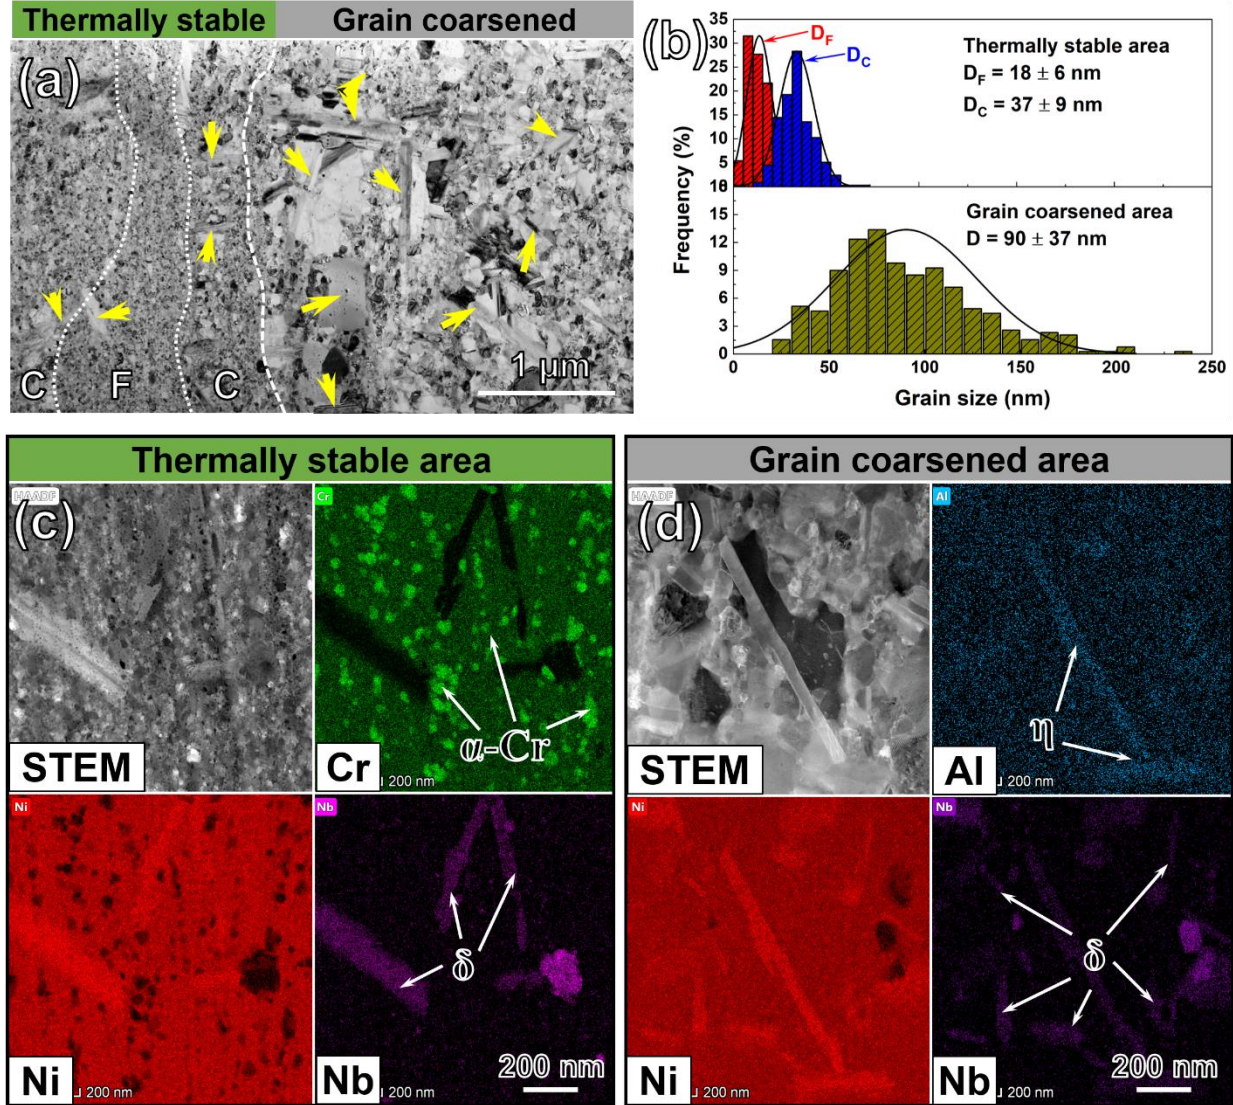 Thermally stable
Grain coarsened
(a)
C
F
C
1 μm
(b)
Frequency (%)
35
30
25
20
15
10
5
0
18
15
12
9
6
3
0
D_F
D_C
Thermally stable area
D_F = 18 ± 6 nm
D_C = 37 ± 9 nm
Grain coarsened area
D = 90 ± 37 nm
0
50
100
150
200
250
Grain size (nm)
Thermally stable area
HAADF
(c)
STEM
Cr
α-Cr
Cr
200 nm
Ni
Ni
200 nm
Nb
δ
Nb
200 nm
200 nm
Grain coarsened area
HAADF
(d)
STEM
Al
η
Al
200 nm
Ni
Ni
200 nm
Nb
δ
Nb
200 nm
200 nm